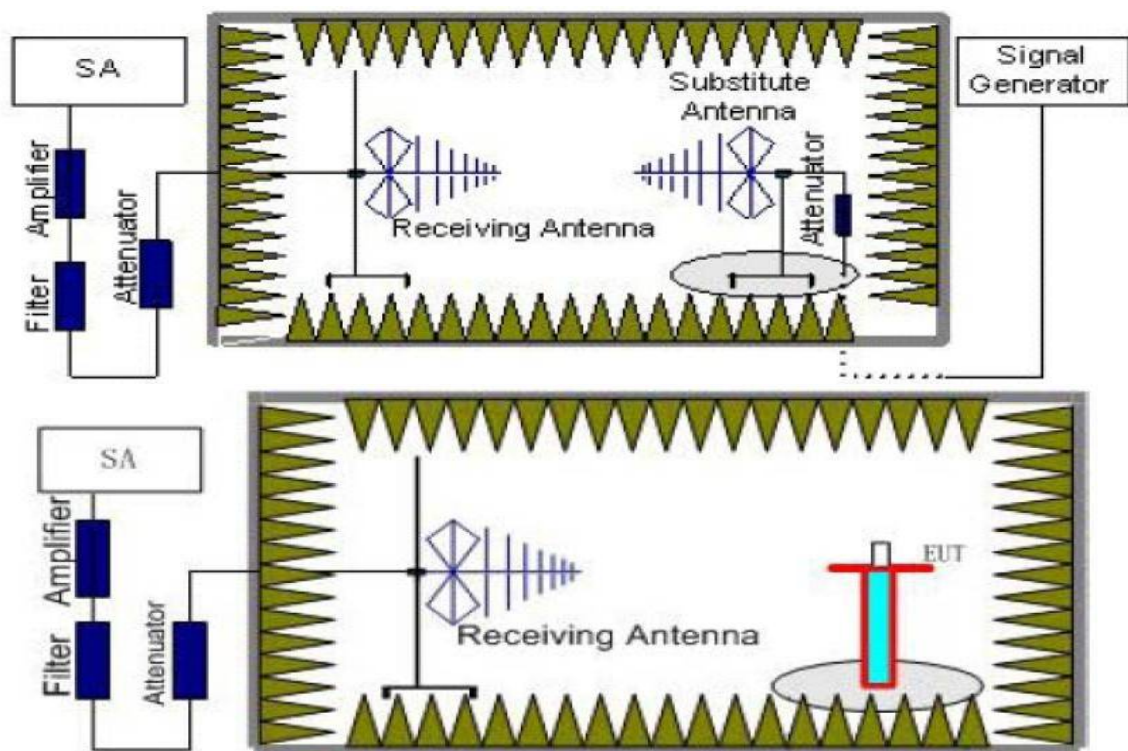 SA
Signal
Generator
Substitute
Antenna
Amplifier
Attenuator
Attenuator
Receiving Antenna
Filter
SA
Amplifier
EUT
Attenuator
Filter
Receiving Antenna